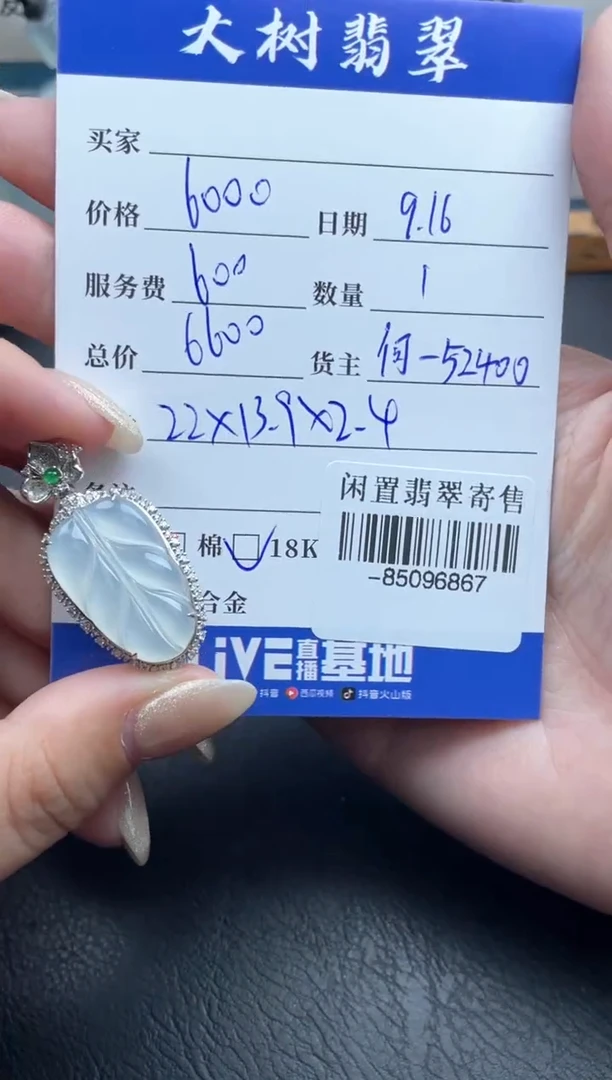 大树翡翠
买家
价格 6000 日期 9.16
服务费 600 数量 1
总价 6600 货主 何-52400
22×13.9×2-4
闲置翡翠寄售
棉 18K
-85096867
合金
iVE直播基地
抖音 西瓜视频 抖音火山版